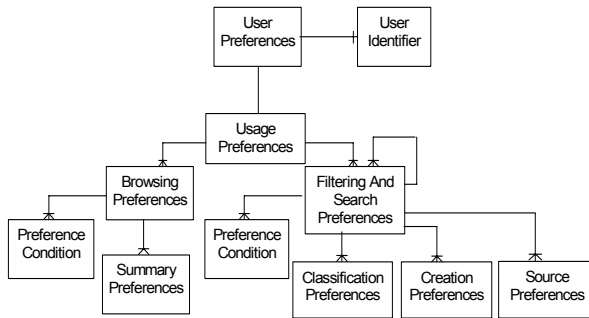 User
Preferences
User
Identifier
Usage
Preferences
Browsing
Preferences
Filtering And
Search
Preferences
Preference
Condition
Summary
Preferences
Preference
Condition
Classification
Preferences
Creation
Preferences
Source
Preferences